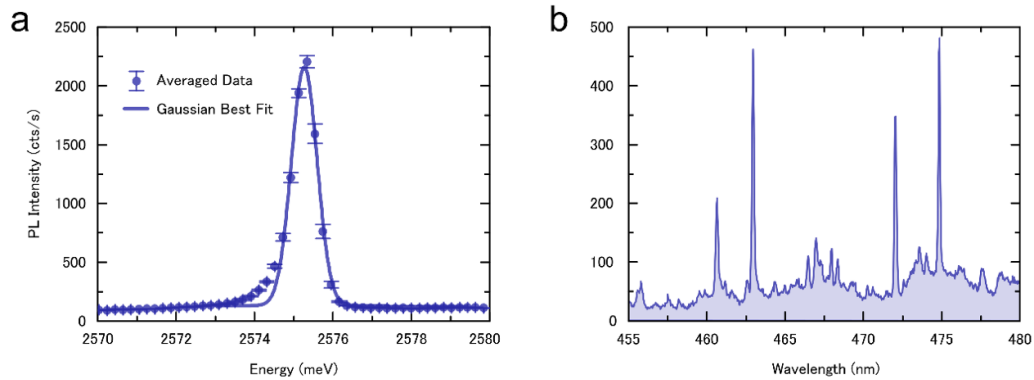 a
2500
2000
1500
1000
500
0
PL Intensity (cts/s)
Averaged Data
Gaussian Best Fit
2570 2572 2574 2576 2578 2580
Energy (meV)
b
500
400
300
200
100
0
455 460 465 470 475 480
Wavelength (nm)